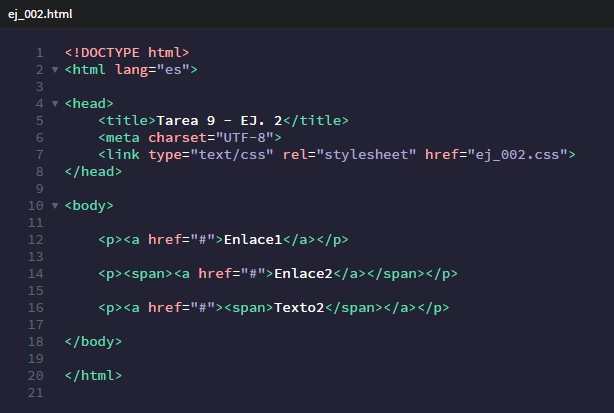 ej_002.html
1 <!DOCTYPE html>
2 <html lang="es">
3
4 <head>
5 <title>Tarea 9 - EJ. 2</title>
6 <meta charset="UTF-8">
7 <link type="text/css" rel="stylesheet" href="ej_002.css">
8 </head>
9
10 <body>
11
12 <p><a href="#">Enlace1</a></p>
13
14 <p><span><a href="#">Enlace2</a></span></p>
15
16 <p><a href="#"><span>Texto2</span></a></p>
17
18 </body>
19
20 </html>
21